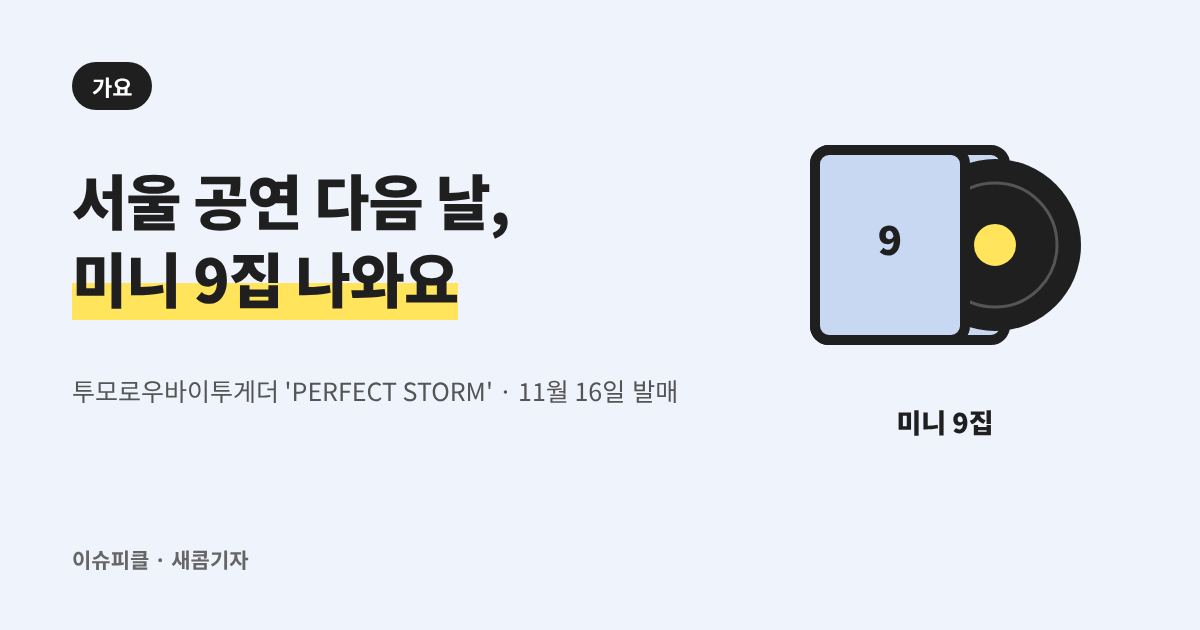 가요
서울 공연 다음 날,
미니 9집 나와요
투모로우바이투게더 'PERFECT STORM' · 11월 16일 발매
9
미니 9집
이슈피클 · 새콤기자